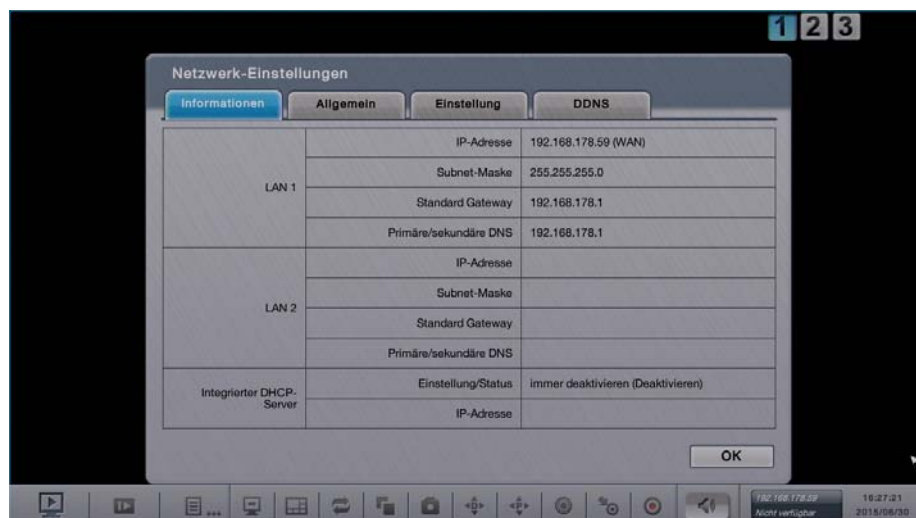 1 2 3
Netzwerk-Einstellungen
Informationen Allgemein Einstellung DDNS
LAN 1
IP-Adresse 192.168.178.59 (WAN)
Subnet-Maske 255.255.255.0
Standard Gateway 192.168.178.1
Primäre/sekundäre DNS 192.168.178.1
LAN 2
IP-Adresse
Subnet-Maske
Standard Gateway
Primäre/sekundäre DNS
Integrierter DHCP-
Server
Einstellung/Status immer deaktivieren (Deaktivieren)
IP-Adresse
OK
192.168.178.59 16:27:21
Nicht verfügbar 2015/06/30